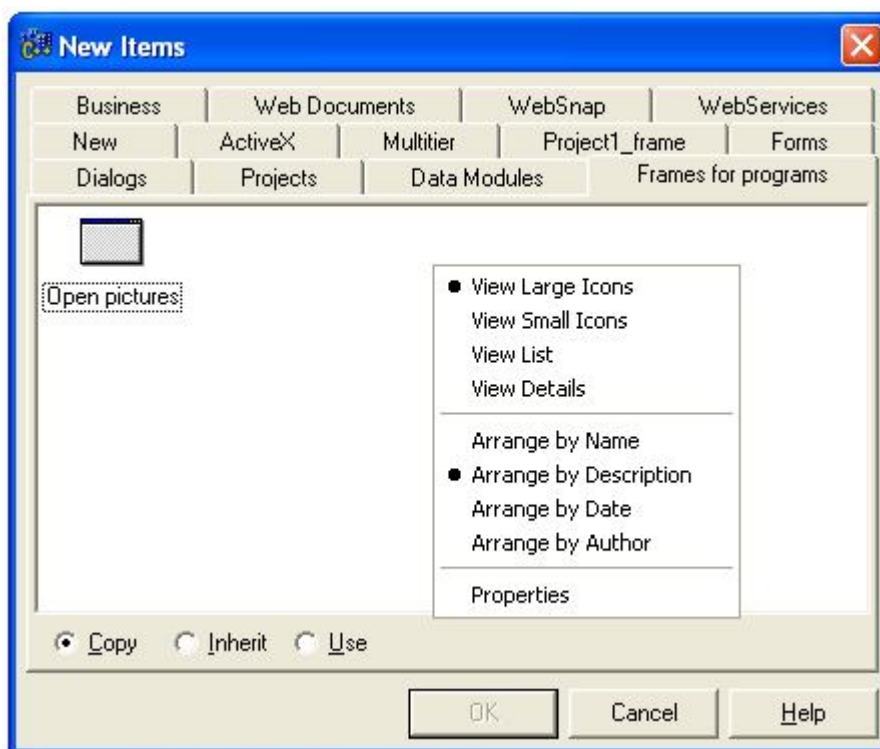 New Items
Business Web Documents WebSnap WebServices
New ActiveX Multitier Project1_frame Forms
Dialogs Projects Data Modules Frames for programs
Open pictures
View Large Icons
View Small Icons
View List
View Details
Arrange by Name
Arrange by Description
Arrange by Date
Arrange by Author
Properties
Copy Inherit Use
OK Cancel Help